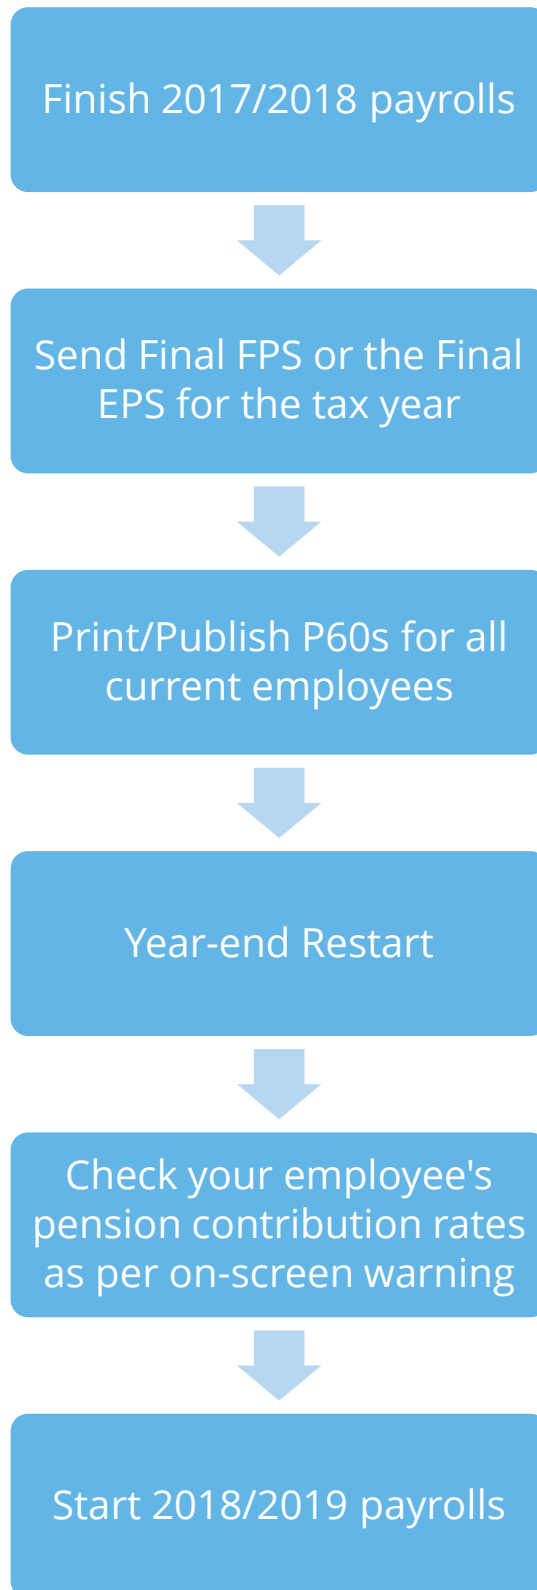 Finish 2017/2018 payrolls
Send Final FPS or the Final
EPS for the tax year
Print/Publish P60s for all
current employees
Year-end Restart
Check your employee's
pension contribution rates
as per on-screen warning
Start 2018/2019 payrolls